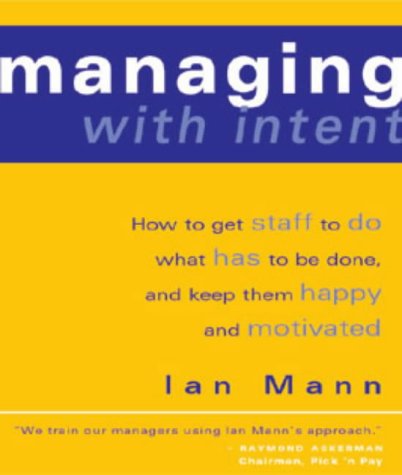 managing
with intent
How to get staff to do
what has to be done,
and keep them happy
and motivated
Ian Mann
"We train our managers using Ian Mann's approach."
– RAYMOND ACKERMAN
Chairman, Pick 'n Pay